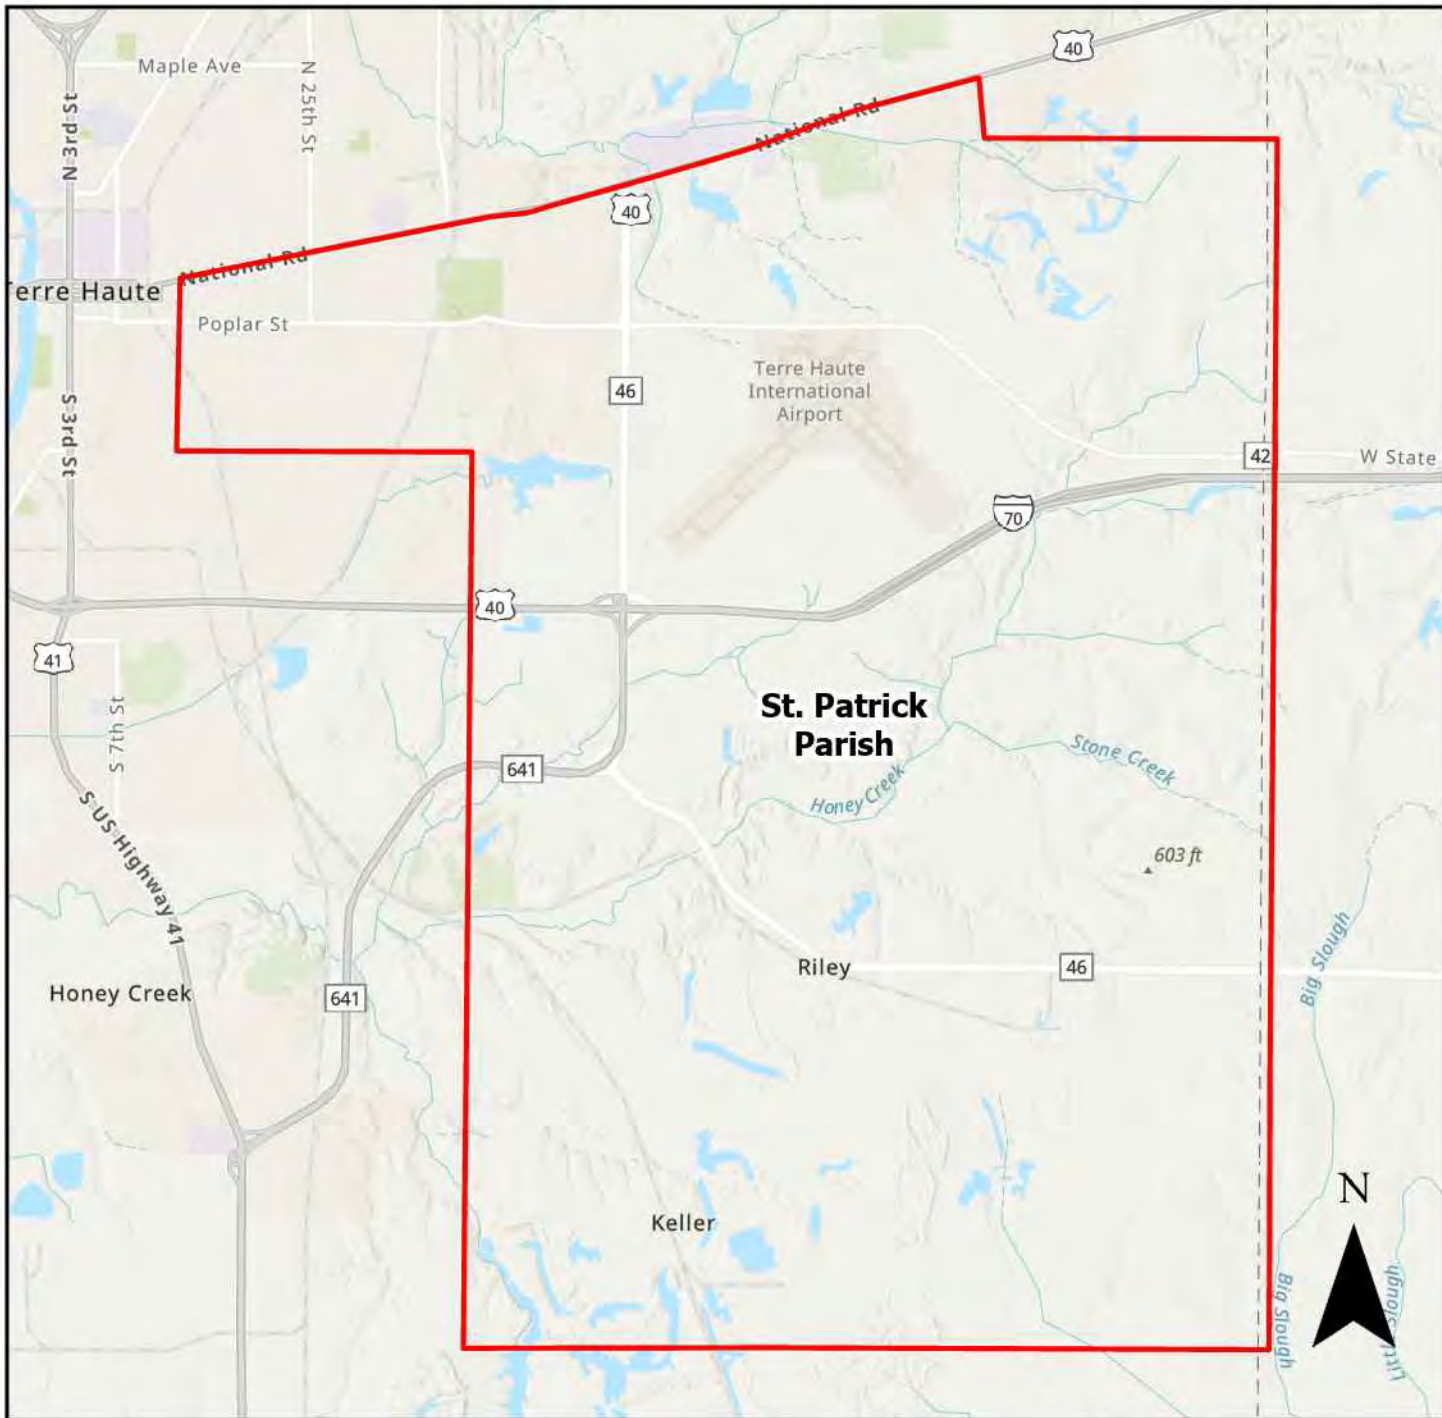 40
Maple Ave
N 25th St
N 3rd St
National Rd
40
National Rd
Terre Haute
Poplar St
Terre Haute
International
Airport
46
S 3rd St
42
W State
70
40
41
St. Patrick
Parish
S 7th St
Stone Creek
641
Honey Creek
S US Highway 41
603 ft
Big Slough
Riley
46
Honey Creek
641
N
Keller
Big Slough
Little Slough